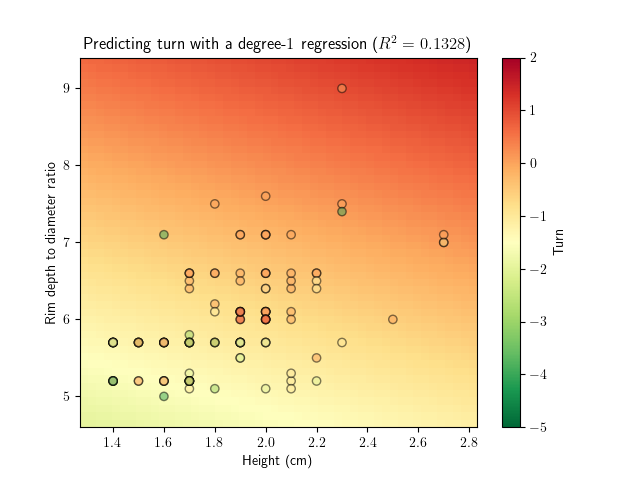 Predicting turn with a degree-1 regression (R² = 0.1328)
9
8
7
6
5
Rim depth to diameter ratio
1.4 1.6 1.8 2.0 2.2 2.4 2.6 2.8
Height (cm)
2
1
0
−1
−2
−3
−4
−5
Turn